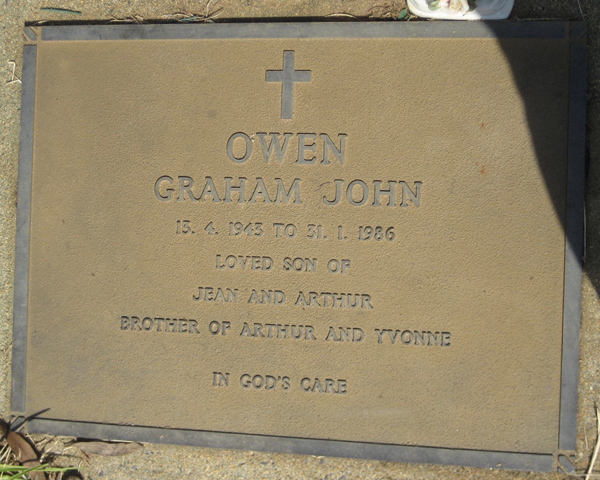 OWEN
GRAHAM JOHN
13. 4. 1943 TO 31. 1. 1986
LOVED SON OF
JEAN AND ARTHUR
BROTHER OF ARTHUR AND YVONNE
IN GOD'S CARE